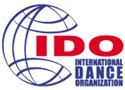 IDO
INTERNATIONAL
DANCE
ORGANIZATION